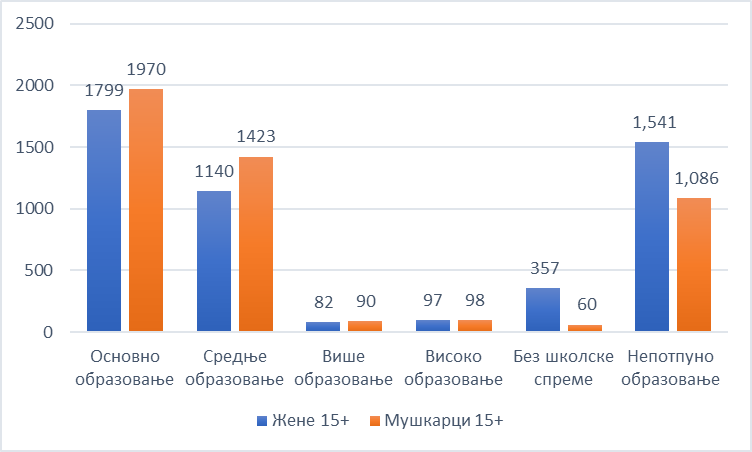 2500
2000
1500
1000
500
0
1799
1970
1140
1423
82
90
97
98
357
60
1,541
1,086
Основно
образовање
Средње
образовање
Више
образовање
Високо
образовање
Без школске
спреме
Непотпуно
образовање
Жене 15+
Мушкарци 15+